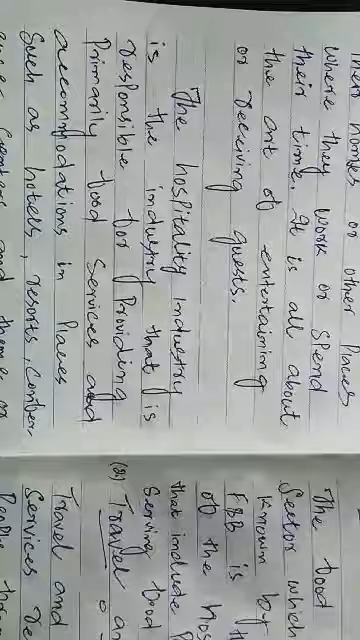 their homes or other Places
where they work or Spend
their time. It is all about
the art of entertaining
or receiving guests.
The hospitality industry
is the industry that is
responsible for Providing
Primarily food Services and
accommodations in Places
Such as hotels, resorts, conven-
and theme
The food
Sector which
known by
F&B is
of the hos
that include
Serving food
Travel an
Travel and
Services
People